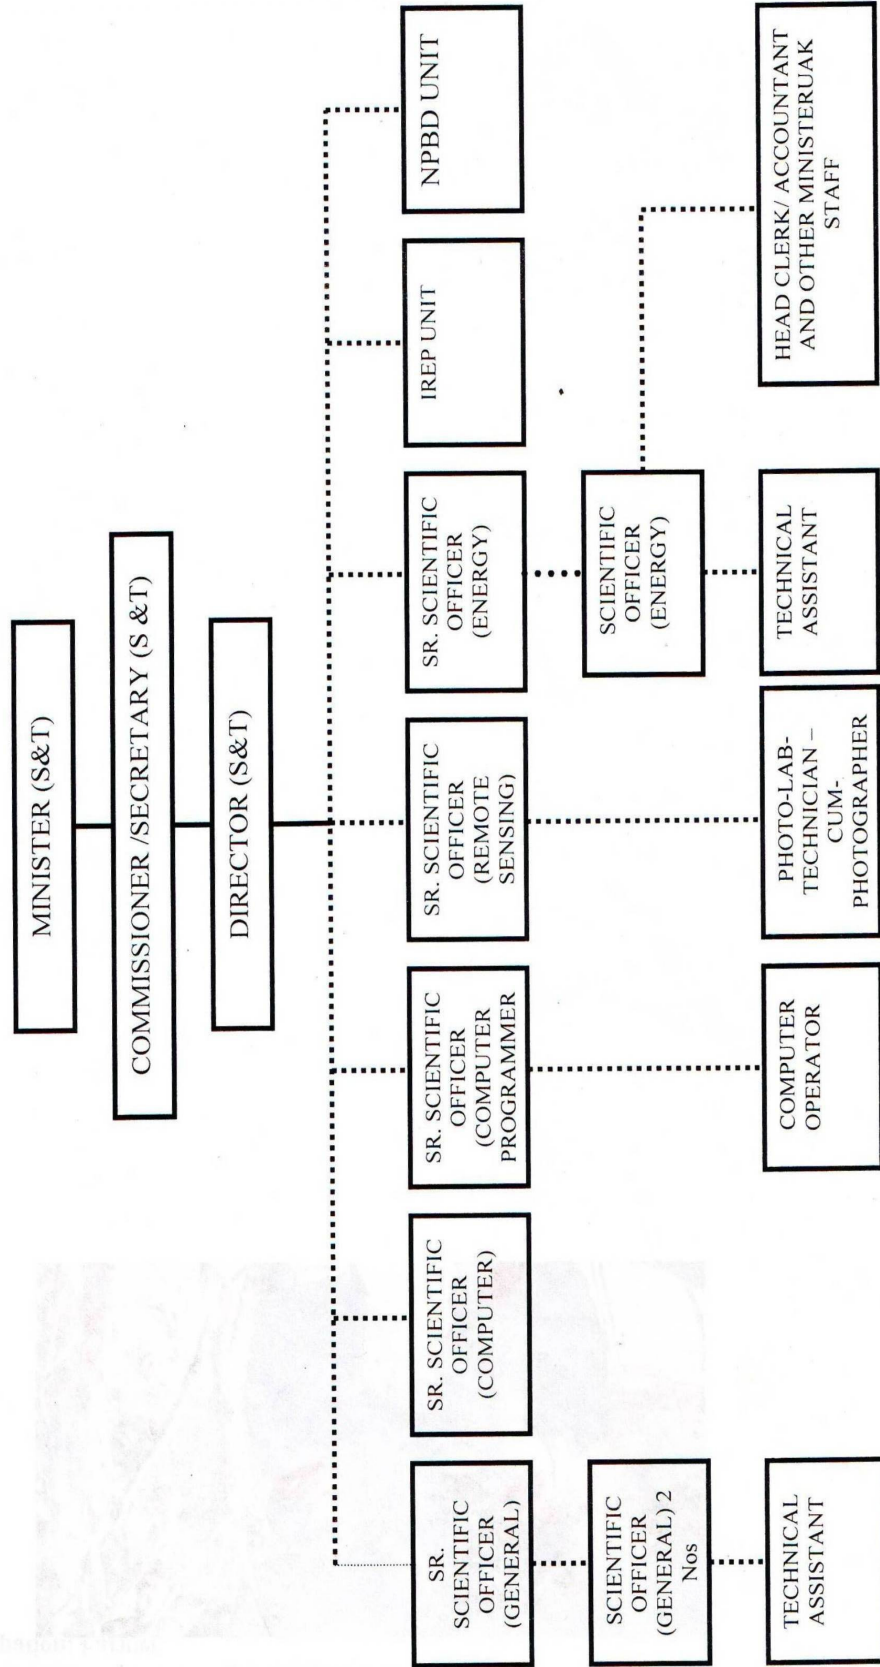 MINISTER (S&T)
COMMISSIONER /SECRETARY (S &T)
DIRECTOR (S&T)
SR.
SCIENTIFIC
OFFICER
(GENERAL)
SR. SCIENTIFIC
OFFICER
(COMPUTER)
SR. SCIENTIFIC
OFFICER
(COMPUTER
PROGRAMMER
SR. SCIENTIFIC
OFFICER
(REMOTE
SENSING)
SR. SCIENTIFIC
OFFICER
(ENERGY)
IREP UNIT
NPBD UNIT
SCIENTIFIC
OFFICER
(GENERAL) 2
Nos
SCIENTIFIC
OFFICER
(ENERGY)
TECHNICAL
ASSISTANT
COMPUTER
OPERATOR
PHOTO-LAB-
TECHNICIAN –
CUM-
PHOTOGRAPHER
TECHNICAL
ASSISTANT
HEAD CLERK/ ACCOUNTANT
AND OTHER MINISTERUAK
STAFF